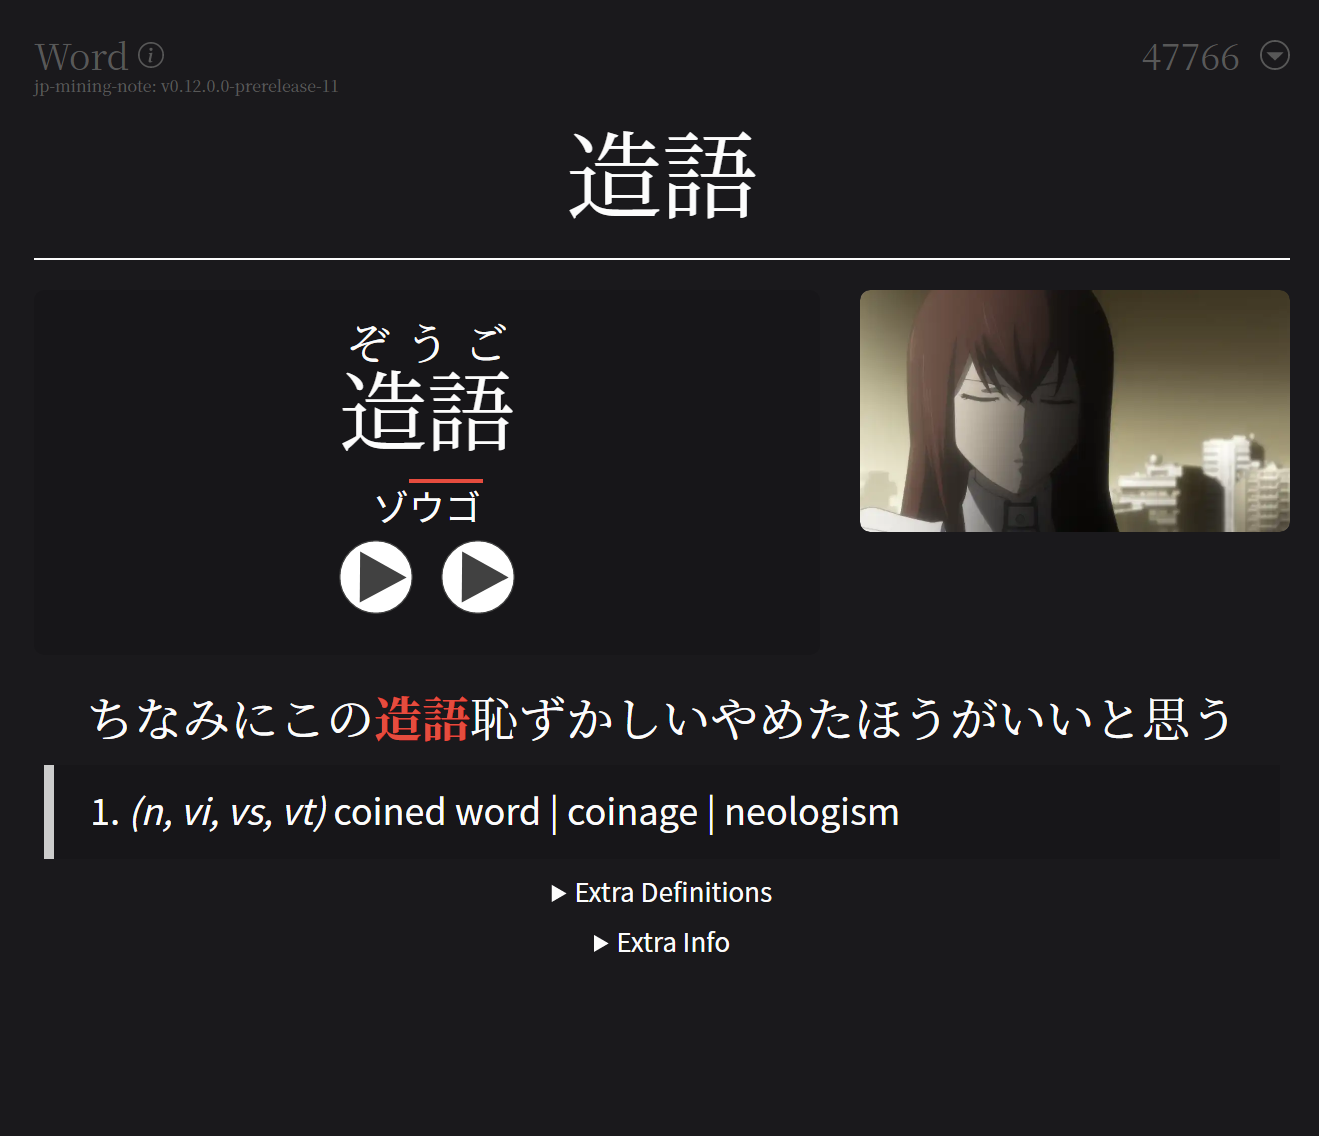 Word
47766
jp-mining-note: v0.12.0.0-prerelease-11
造語
ぞうご
造語
ゾウゴ
ちなみにこの造語恥ずかしいやめたほうがいいと思う
1. (n, vi, vs, vt) coined word | coinage | neologism
▶ Extra Definitions
▶ Extra Info